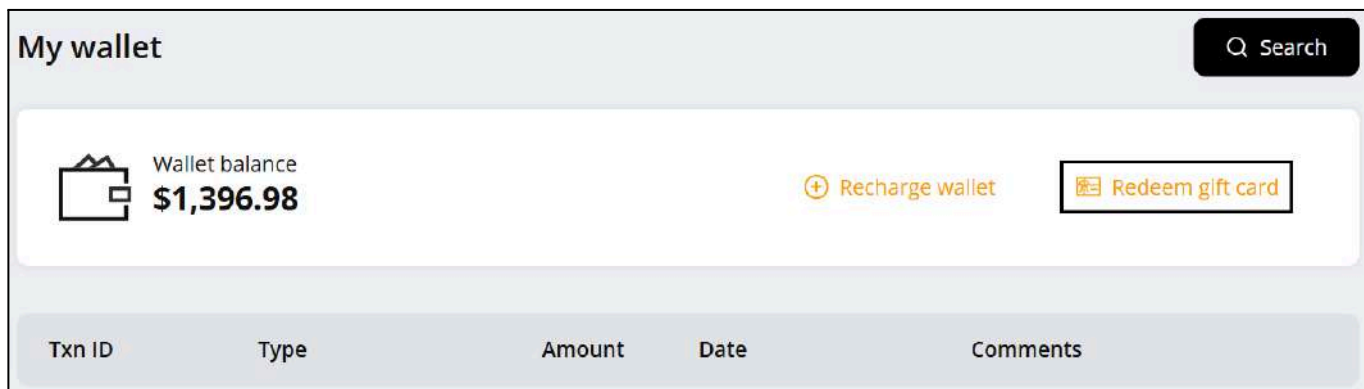 My wallet
Search
Wallet balance
$1,396.98
Recharge wallet
Redeem gift card
Txn ID Type Amount Date Comments